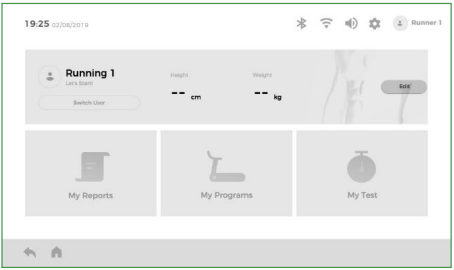 19:25 02/08/2019
Runner 1
Running 1
Let's Start!
Switch User
Height
-- cm
Weight
-- kg
Edit
My Reports
My Programs
My Test